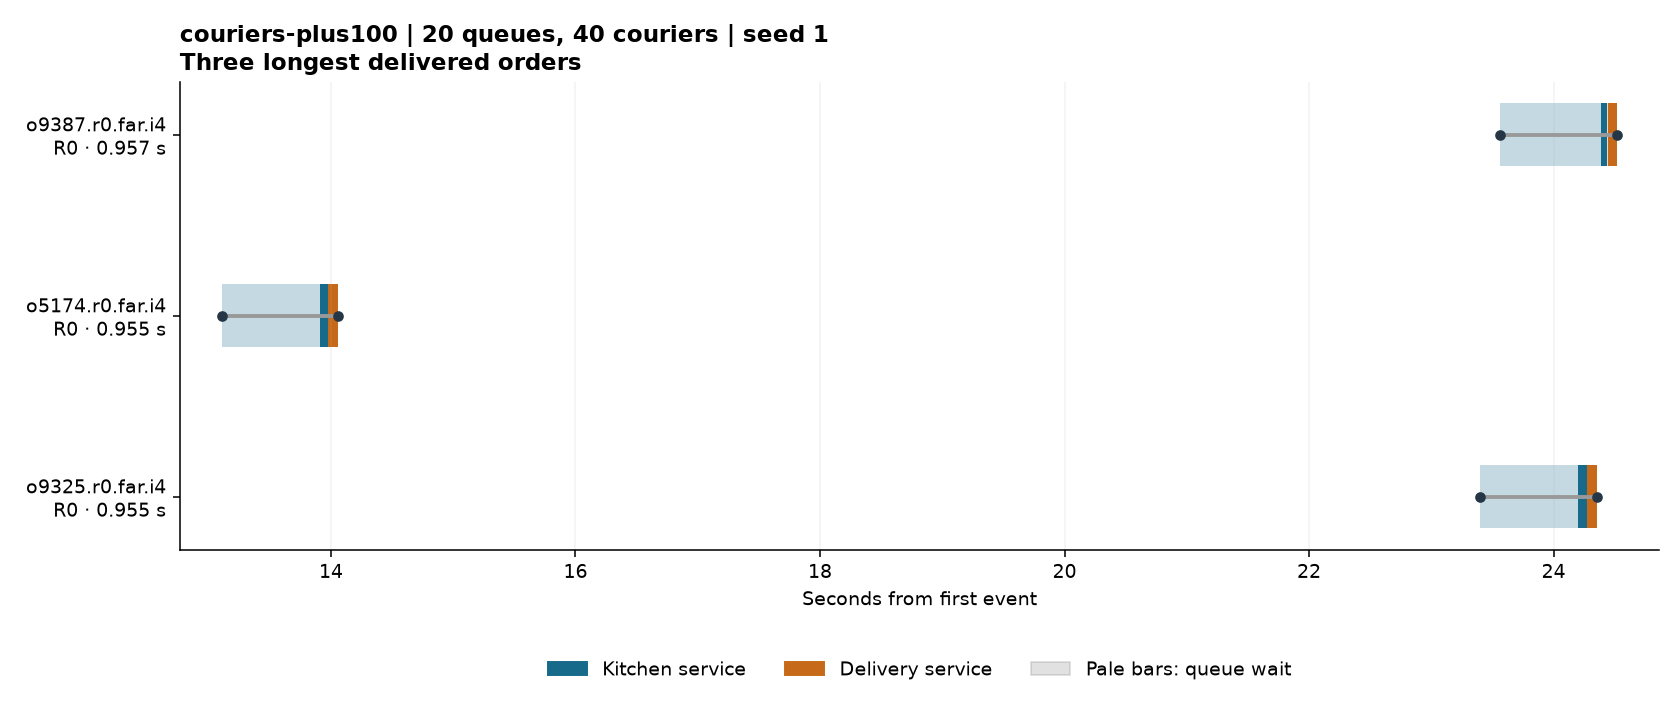 couriers-plus100 | 20 queues, 40 couriers | seed 1
Three longest delivered orders
o9387.r0.far.i4
R0 · 0.957 s
o5174.r0.far.i4
R0 · 0.955 s
o9325.r0.far.i4
R0 · 0.955 s
14 16 18 20 22 24
Seconds from first event
Kitchen service Delivery service Pale bars: queue wait